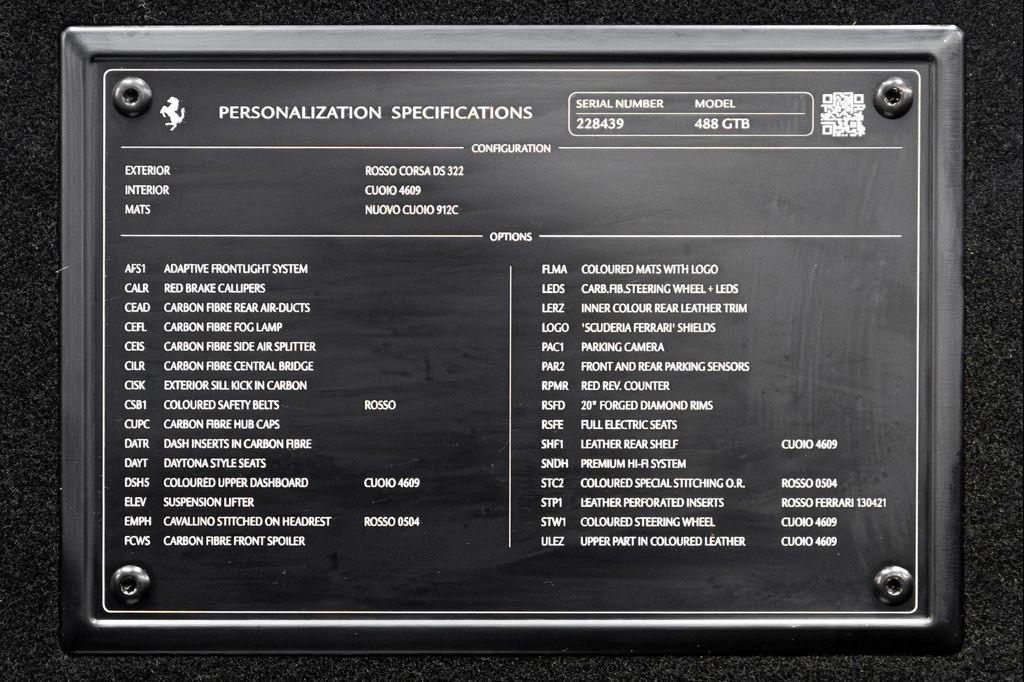 PERSONALIZATION SPECIFICATIONS
SERIAL NUMBER MODEL
228439 488 GTB
CONFIGURATION
EXTERIOR ROSSO CORSA DS 322
INTERIOR CUOIO 4609
MATS NUOVO CUOIO 912C
OPTIONS
AFS1 ADAPTIVE FRONTLIGHT SYSTEM
CALR RED BRAKE CALLIPERS
CEAD CARBON FIBRE REAR AIR-DUCTS
CEFL CARBON FIBRE FOG LAMP
CEIS CARBON FIBRE SIDE AIR SPLITTER
CILR CARBON FIBRE CENTRAL BRIDGE
CISK EXTERIOR SILL KICK IN CARBON
CSB1 COLOURED SAFETY BELTS ROSSO
CUPC CARBON FIBRE HUB CAPS
DATR DASH INSERTS IN CARBON FIBRE
DAYT DAYTONA STYLE SEATS
DSH5 COLOURED UPPER DASHBOARD CUOIO 4609
ELEV SUSPENSION LIFTER
EMPH CAVALLINO STITCHED ON HEADREST ROSSO 0504
FCWS CARBON FIBRE FRONT SPOILER
FLMA COLOURED MATS WITH LOGO
LEDS CARB.FIB.STEERING WHEEL + LEDS
LERZ INNER COLOUR REAR LEATHER TRIM
LOGO 'SCUDERIA FERRARI' SHIELDS
PAC1 PARKING CAMERA
PAR2 FRONT AND REAR PARKING SENSORS
RPMR RED REV. COUNTER
RSFD 20" FORGED DIAMOND RIMS
RSFE FULL ELECTRIC SEATS
SHF1 LEATHER REAR SHELF CUOIO 4609
SNDH PREMIUM HI-FI SYSTEM
STC2 COLOURED SPECIAL STITCHING O.R. ROSSO 0504
STP1 LEATHER PERFORATED INSERTS ROSSO FERRARI 130421
STW1 COLOURED STEERING WHEEL CUOIO 4609
ULEZ UPPER PART IN COLOURED LEATHER CUOIO 4609